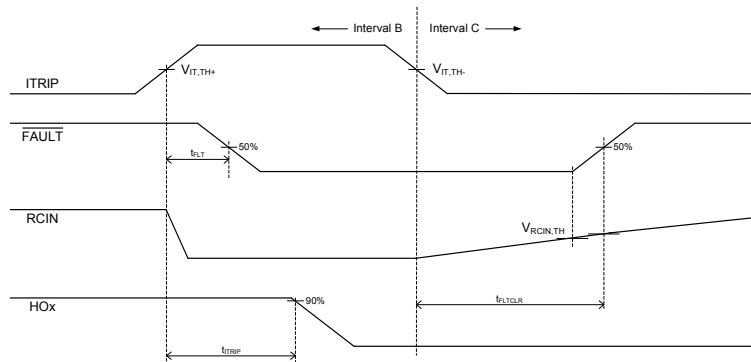 Interval B Interval C
V_IT,TH+
V_IT,TH-
ITRIP
FAULT
50%
50%
t_FLT
RCIN
V_RCIN,TH
t_FLTCLR
HOx
90%
t_ITRIP